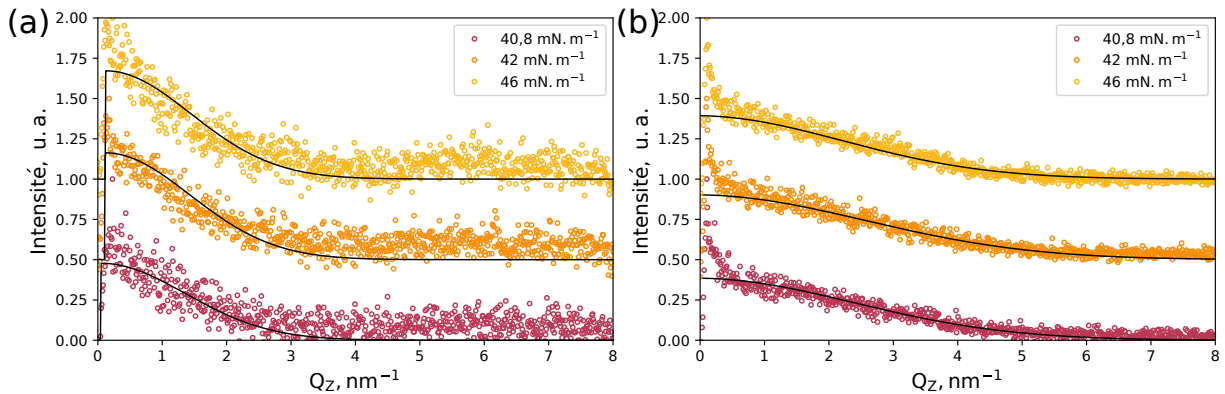 (a)
Intensité, u. a.
2.00
1.75
1.50
1.25
1.00
0.75
0.50
0.25
0.00
40,8 mN. m⁻¹
42 mN. m⁻¹
46 mN. m⁻¹
0 1 2 3 4 5 6 7 8
Q_Z, nm⁻¹
(b)
Intensité, u. a.
2.00
1.75
1.50
1.25
1.00
0.75
0.50
0.25
0.00
40,8 mN. m⁻¹
42 mN. m⁻¹
46 mN. m⁻¹
0 1 2 3 4 5 6 7 8
Q_Z, nm⁻¹